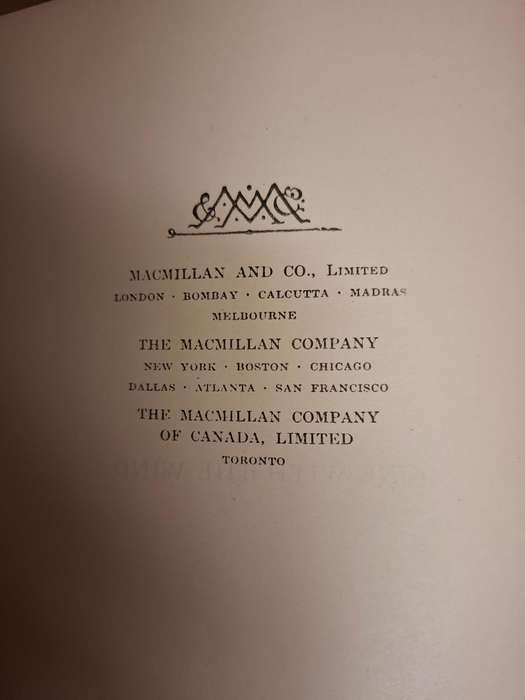 MACMILLAN AND CO., LIMITED
LONDON · BOMBAY · CALCUTTA · MADRAS
MELBOURNE
THE MACMILLAN COMPANY
NEW YORK · BOSTON · CHICAGO
DALLAS · ATLANTA · SAN FRANCISCO
THE MACMILLAN COMPANY
OF CANADA, LIMITED
TORONTO